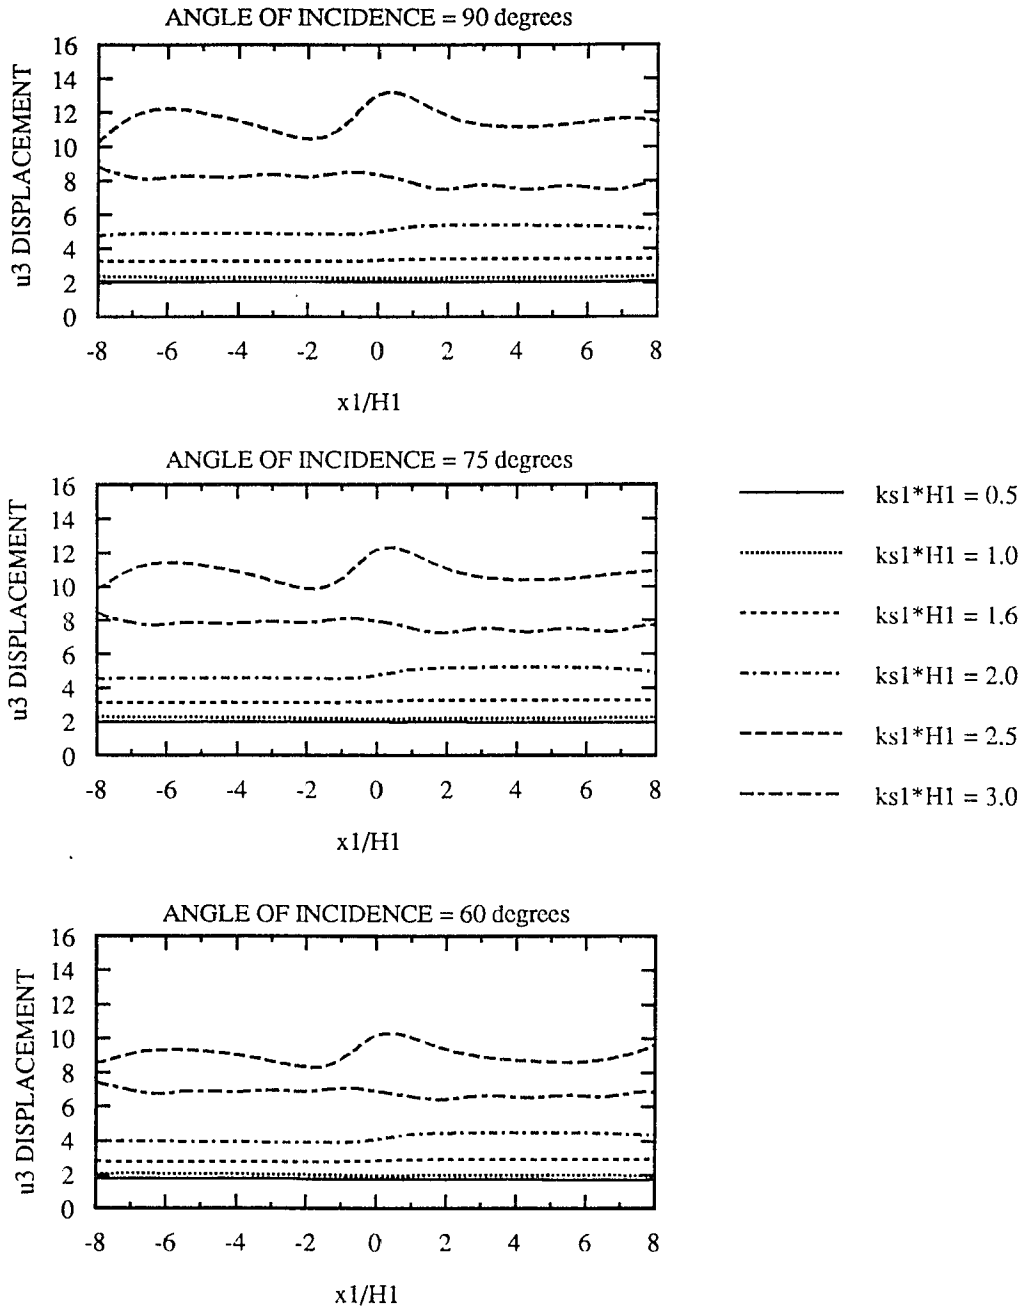 ANGLE OF INCIDENCE = 90 degrees
16
14
12
10
8
6
4
2
0
u3 DISPLACEMENT
-8 -6 -4 -2 0 2 4 6 8
x1/H1
ANGLE OF INCIDENCE = 75 degrees
16
14
12
10
8
6
4
2
0
u3 DISPLACEMENT
-8 -6 -4 -2 0 2 4 6 8
x1/H1
ks1*H1 = 0.5
ks1*H1 = 1.0
ks1*H1 = 1.6
ks1*H1 = 2.0
ks1*H1 = 2.5
ks1*H1 = 3.0
ANGLE OF INCIDENCE = 60 degrees
16
14
12
10
8
6
4
2
0
u3 DISPLACEMENT
-8 -6 -4 -2 0 2 4 6 8
x1/H1